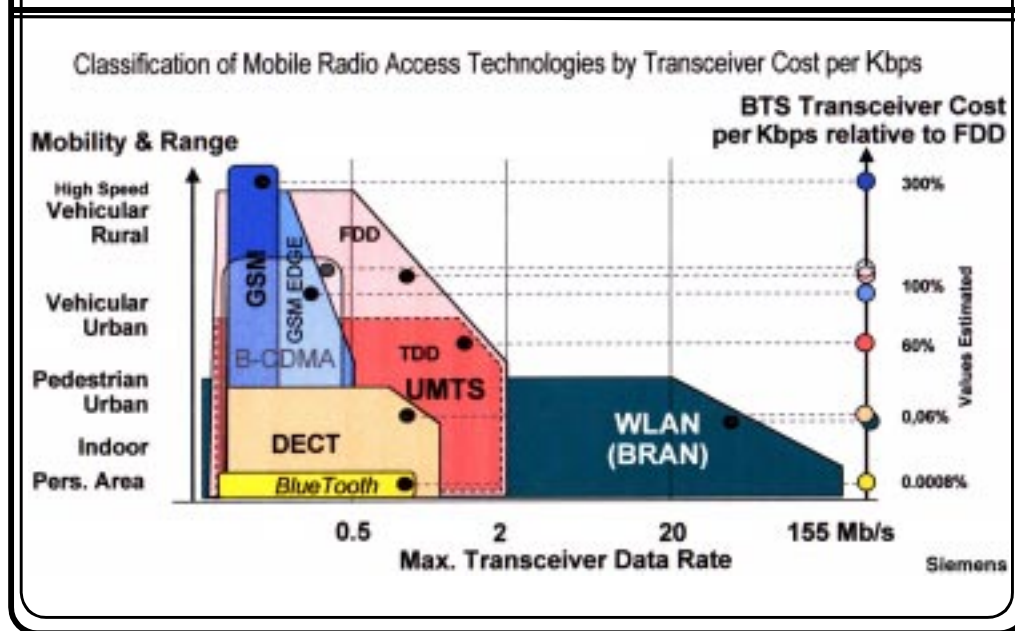 Classification of Mobile Radio Access Technologies by Transceiver Cost per Kbps
BTS Transceiver Cost
per Kbps relative to FDD
Mobility & Range
High Speed
Vehicular
Rural
Vehicular
Urban
Pedestrian
Urban
Indoor
Pers. Area
GSM
GSM EDGE
FDD
B-CDMA
TDD
UMTS
DECT
BlueTooth
WLAN
(BRAN)
300%
100%
60%
0,06%
0.0008%
Values Estimated
0.5
2
20
155 Mb/s
Max. Transceiver Data Rate
Siemens